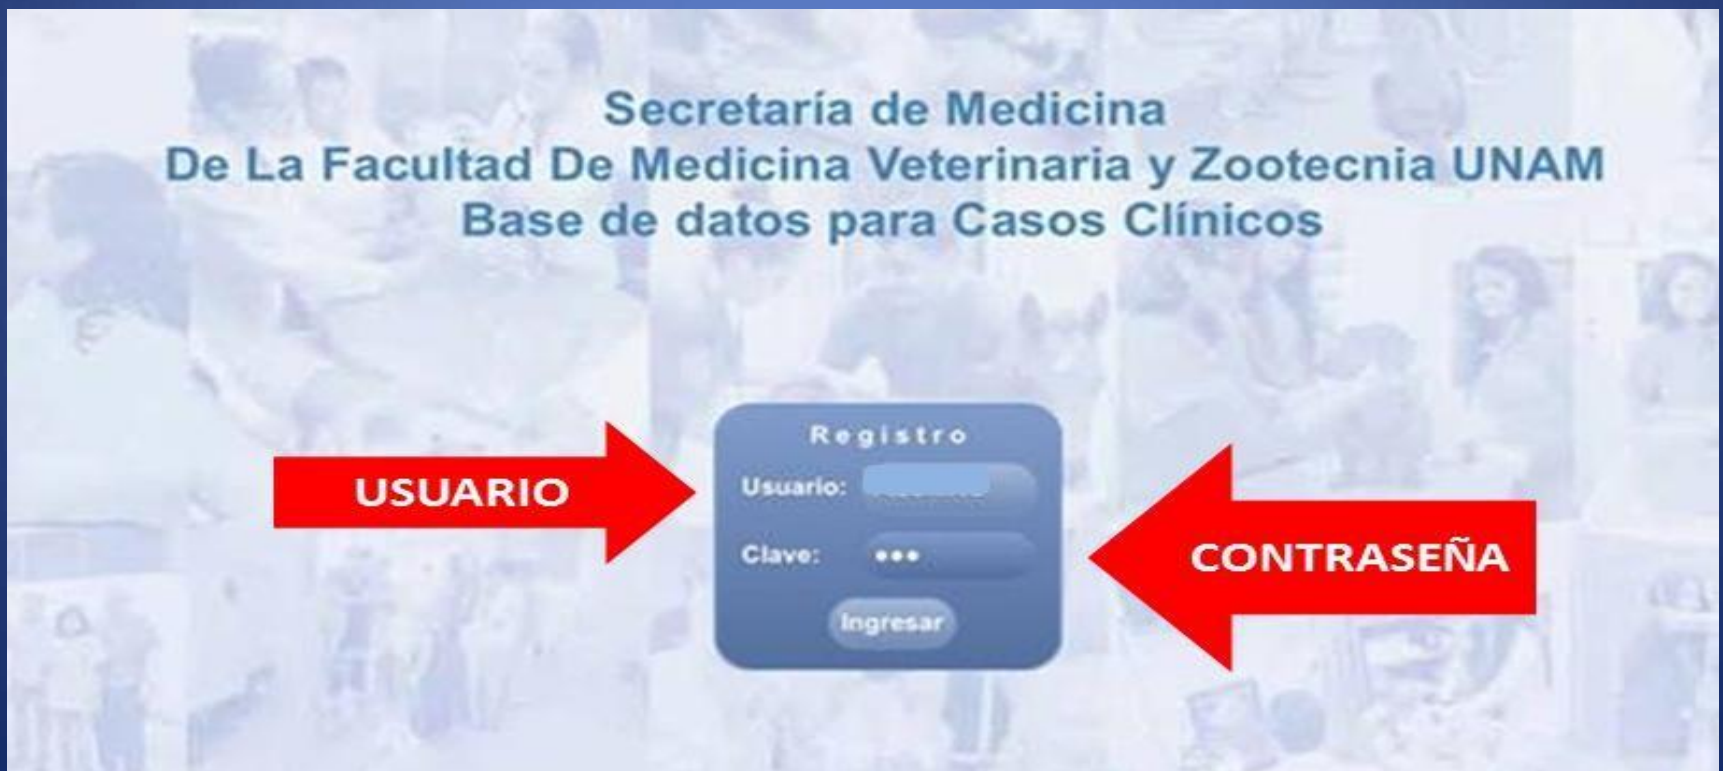 Secretaría de Medicina
De La Facultad De Medicina Veterinaria y Zootecnia UNAM
Base de datos para Casos Clínicos
Registro
USUARIO
Usuario:
Clave: •••
CONTRASEÑA
Ingresar